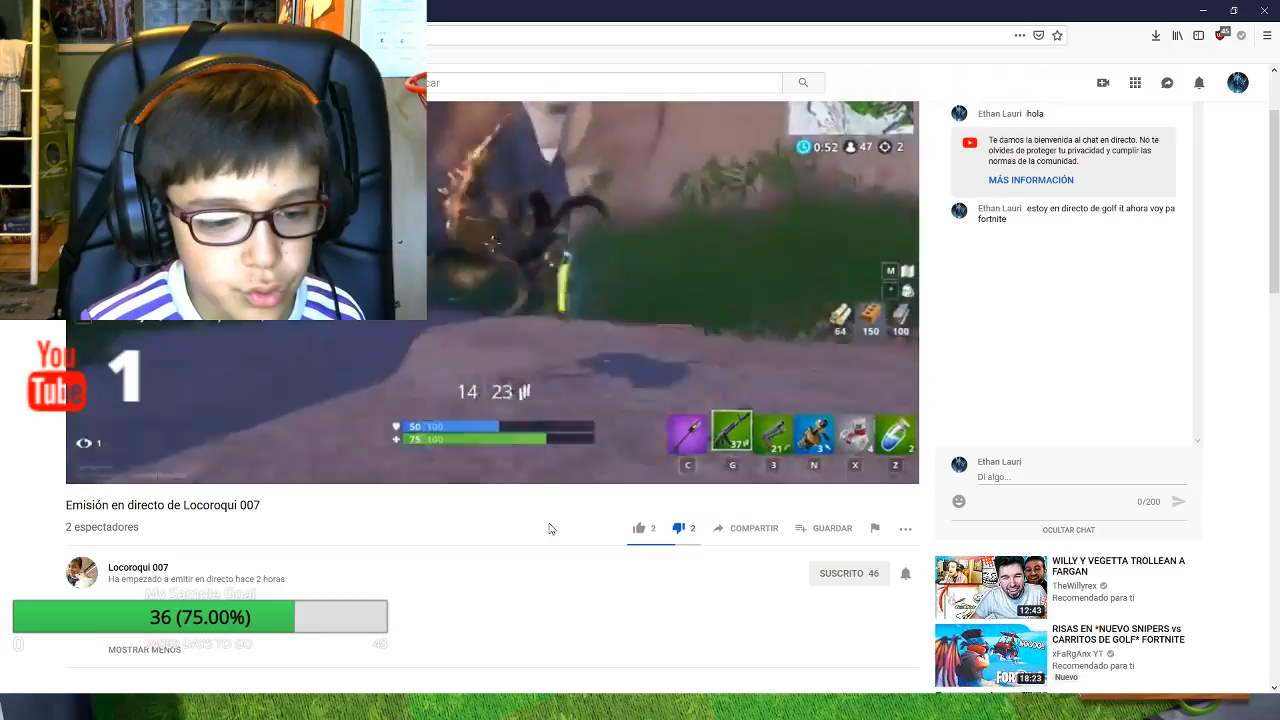 45
car
0:52 47 2
M
64 150 100
You
Tube
1
14 23
50 100
75 100
1
37
21
3
4
2
C G 3 N X Z
Emisión en directo de Locoroqui 007
2 espectadores
2
2
COMPARTIR
GUARDAR
Locoroqui 007
Ha empezado a emitir en directo hace 2 horas
SUSCRITO 46
My Sample Goal
36 (75.00%)
0
48
DAYS TO GO
MOSTRAR MENOS
Ethan Lauri hola
Te damos la bienvenida al chat en directo. No te
olvides de proteger tu privacidad y cumplir las
normas de la comunidad.
MÁS INFORMACIÓN
Ethan Lauri estoy en directo de golf it ahora voy pa
fortnite
Ethan Lauri
Di algo...
0/200
OCULTAR CHAT
WILLY Y VEGETTA TROLLEAN A
FARGAN
TheWillyrex
Recomendado para ti
12:43
RISAS EN *NUEVO SNIPERS vs
CARRITOS DE GOLF* FORTNITE
xFaRgAnx YT
Recomendado para ti
Nuevo
18:23